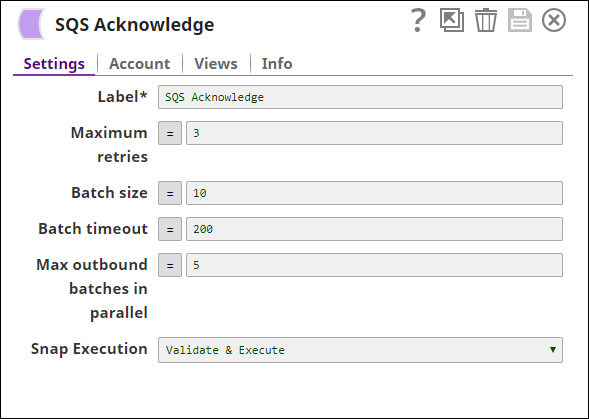 SQS Acknowledge
?
Settings Account Views Info
Label* SQS Acknowledge
Maximum
retries = 3
Batch size = 10
Batch timeout = 200
Max outbound
batches in
parallel = 5
Snap Execution Validate & Execute